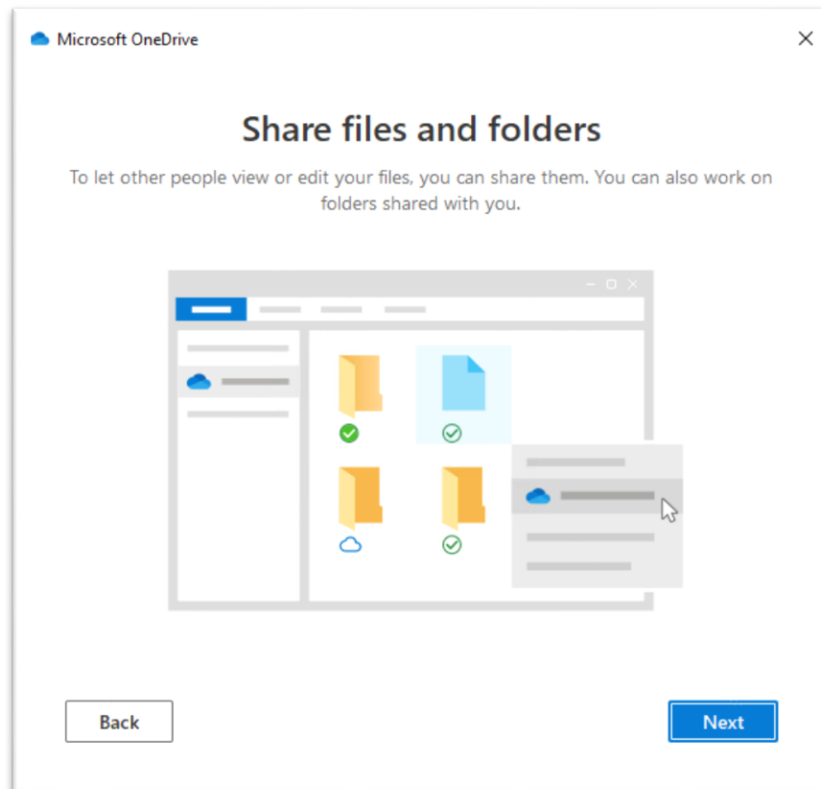 Microsoft OneDrive
Share files and folders
To let other people view or edit your files, you can share them. You can also work on
folders shared with you.
Back
Next